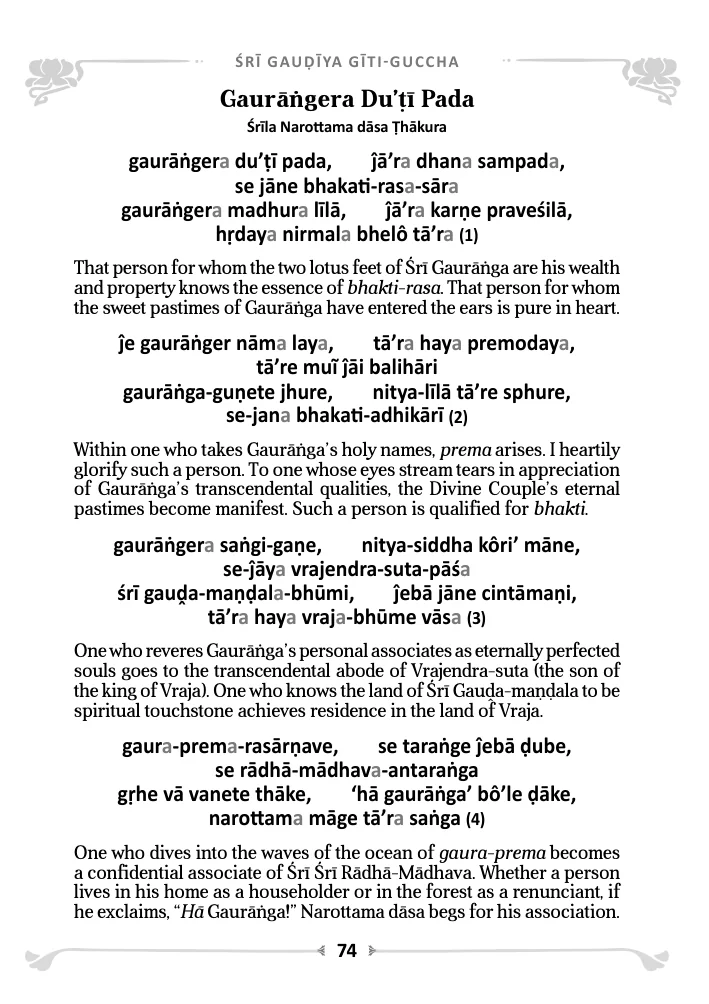 ŚRĪ GAUḌĪYA GĪTI-GUCCHA
Gaurāṅgera Du’ṭī Pada
Śrīla Narottama dāsa Ṭhākura
gaurāṅgera du’ṭī pada, ĵā’ra dhana sampada,
se jāne bhakati-rasa-sāra
gaurāṅgera madhura līlā, ĵā’ra karṇe praveśilā,
hṛdaya nirmala bhelô tā’ra (1)
That person for whom the two lotus feet of Śrī Gaurāṅga are his wealth
and property knows the essence of bhakti-rasa. That person for whom
the sweet pastimes of Gaurāṅga have entered the ears is pure in heart.
ĵe gaurāṅger nāma laya, tā’ra haya premodaya,
tā’re muĩ ĵāi balihāri
gaurāṅga-guṇete jhure, nitya-līlā tā’re sphure,
se-jana bhakati-adhikārī (2)
Within one who takes Gaurāṅga’s holy names, prema arises. I heartily
glorify such a person. To one whose eyes stream tears in appreciation
of Gaurāṅga’s transcendental qualities, the Divine Couple’s eternal
pastimes become manifest. Such a person is qualified for bhakti.
gaurāṅgera saṅgi-gaṇe, nitya-siddha kôri’ māne,
se-ĵāya vrajendra-suta-pāśa
śrī gauḓa-maṇḍala-bhūmi, ĵebā jāne cintāmaṇi,
tā’ra haya vraja-bhūme vāsa (3)
One who reveres Gaurāṅga’s personal associates as eternally perfected
souls goes to the transcendental abode of Vrajendra-suta (the son of
the king of Vraja). One who knows the land of Śrī Gauḓa-maṇḍala to be
spiritual touchstone achieves residence in the land of Vraja.
gaura-prema-rasārṇave, se taraṅge ĵebā ḍube,
se rādhā-mādhava-antaraṅga
gṛhe vā vanete thāke, ‘hā gaurāṅga’ bô’le ḍāke,
narottama māge tā’ra saṅga (4)
One who dives into the waves of the ocean of gaura-prema becomes
a confidential associate of Śrī Śrī Rādhā-Mādhava. Whether a person
lives in his home as a householder or in the forest as a renunciant, if
he exclaims, “Hā Gaurāṅga!” Narottama dāsa begs for his association.
74